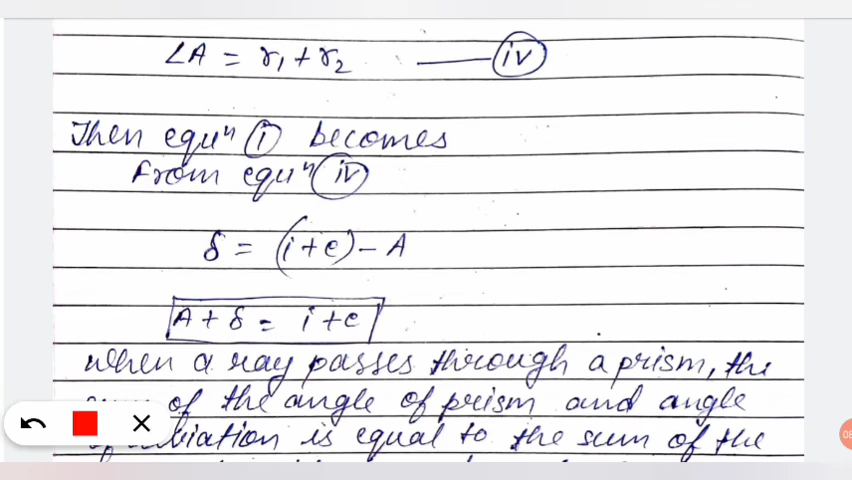 ∠A = r₁ + r₂ —— (iv)
Then equⁿ (i) becomes
From equⁿ (iv)
δ = (i+e) - A
A + δ = i + e
when a ray passes through a prism, the
of the angle of prism and angle
is equal to the sum of the